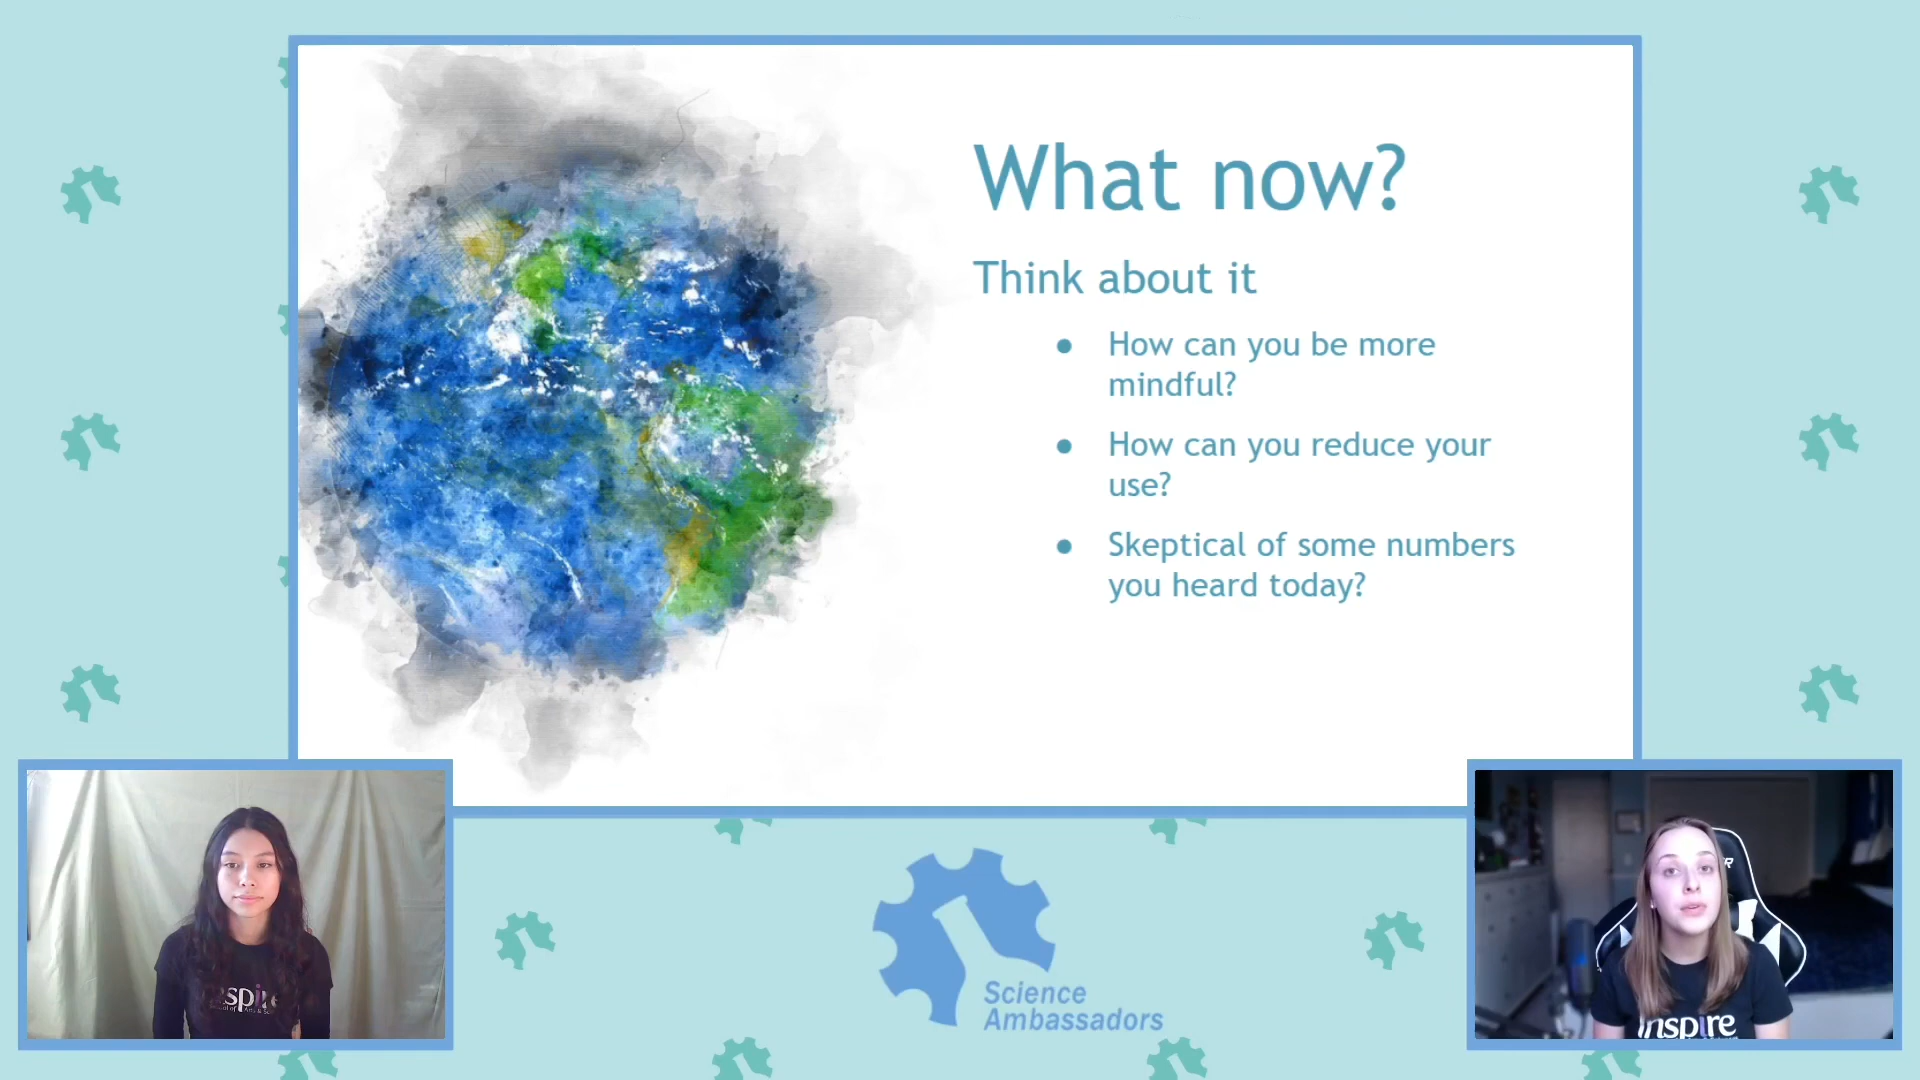 What now?
Think about it
● How can you be more
mindful?
● How can you reduce your
use?
● Skeptical of some numbers
you heard today?
Science
Ambassadors
Inspire